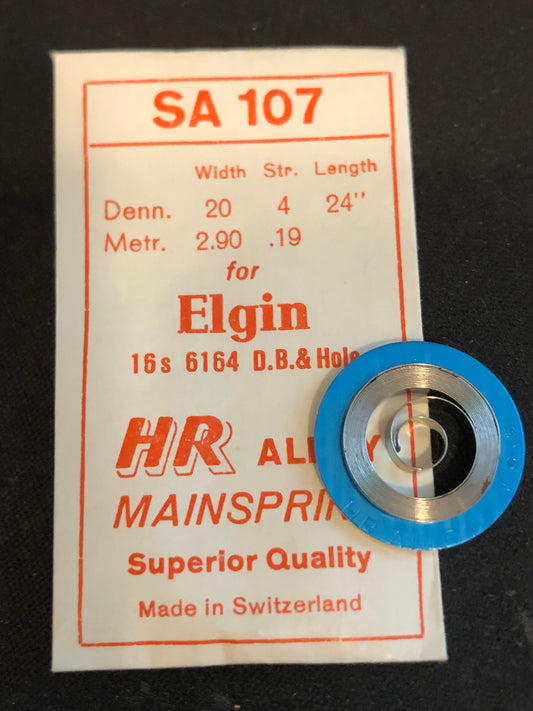 SA 107
Width Str. Length
Denn. 20 4 24"
Metr. 2.90 .19
for
Elgin
16s 6164 D.B.& Hole
HR
MAINSPRIN
Superior Quality
Made in Switzerland